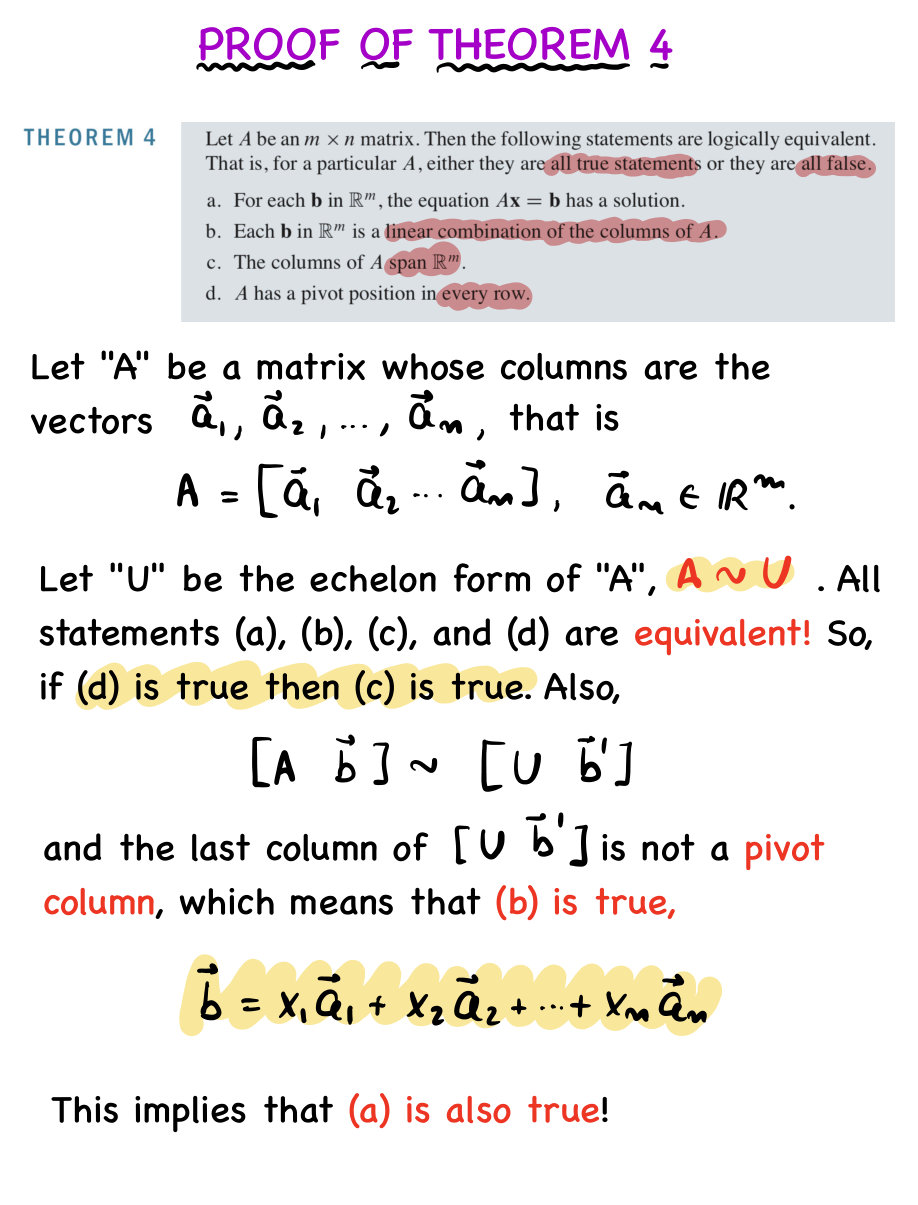 PROOF OF THEOREM 4
THEOREM 4
Let A be an m × n matrix. Then the following statements are logically equivalent.
That is, for a particular A, either they are all true statements or they are all false.
a. For each b in ℝᵐ, the equation Ax = b has a solution.
b. Each b in ℝᵐ is a linear combination of the columns of A.
c. The columns of A span ℝᵐ.
d. A has a pivot position in every row.
Let "A" be a matrix whose columns are the
vectors a⃗₁, a⃗₂, ..., a⃗ₙ, that is
A = [a⃗₁ a⃗₂ ... a⃗ₙ], a⃗ₙ ∈ ℝᵐ.
Let "U" be the echelon form of "A", A ~ U. All
statements (a), (b), (c), and (d) are equivalent! So,
if (d) is true then (c) is true. Also,
[A b⃗] ~ [U b⃗']
and the last column of [U b⃗'] is not a pivot
column, which means that (b) is true,
b⃗ = x₁a⃗₁ + x₂a⃗₂ + ... + xₙa⃗ₙ
This implies that (a) is also true!